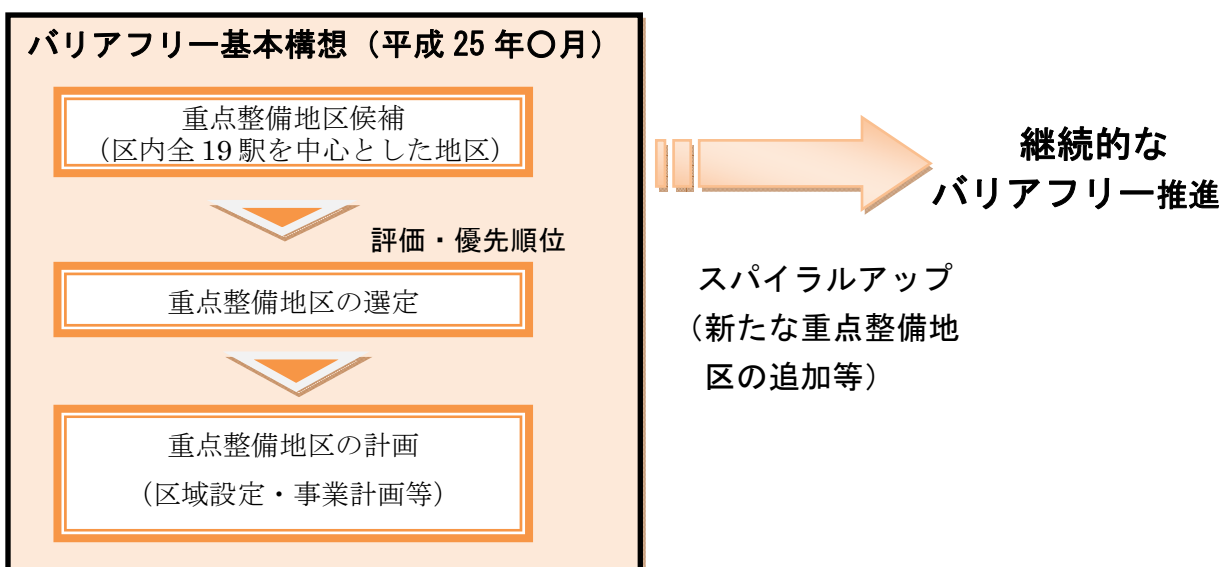 バリアフリー基本構想（平成 25 年〇月）
重点整備地区候補
（区内全 19 駅を中心とした地区）
評価・優先順位
重点整備地区の選定
重点整備地区の計画
（区域設定・事業計画等）
継続的な
バリアフリー推進
スパイラルアップ
（新たな重点整備地
区の追加等）